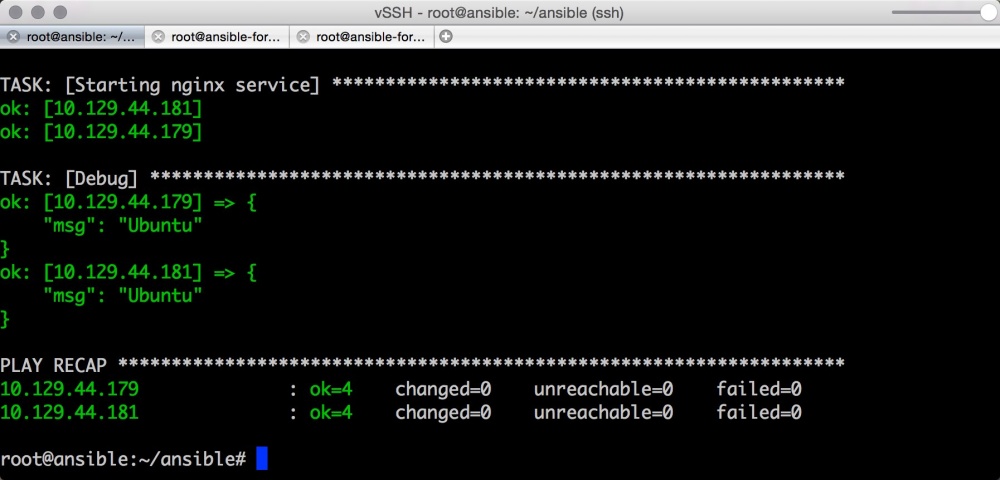 vSSH - root@ansible: ~/ansible (ssh)
root@ansible: ~/... root@ansible-for... root@ansible-for...
TASK: [Starting nginx service] ************************************************
ok: [10.129.44.181]
ok: [10.129.44.179]
TASK: [Debug] *****************************************************************
ok: [10.129.44.179] => {
    "msg": "Ubuntu"
}
ok: [10.129.44.181] => {
    "msg": "Ubuntu"
}
PLAY RECAP ********************************************************************
10.129.44.179              : ok=4    changed=0    unreachable=0    failed=0
10.129.44.181              : ok=4    changed=0    unreachable=0    failed=0
root@ansible:~/ansible#